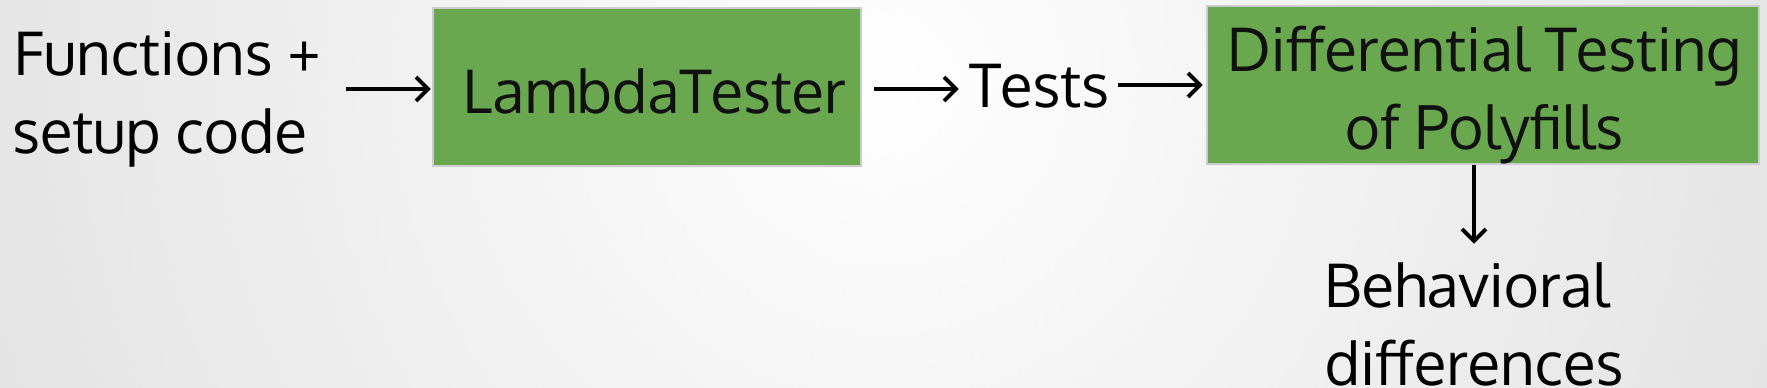 Functions +
setup code
LambdaTester
Tests
Differential Testing
of Polyfills
Behavioral
differences